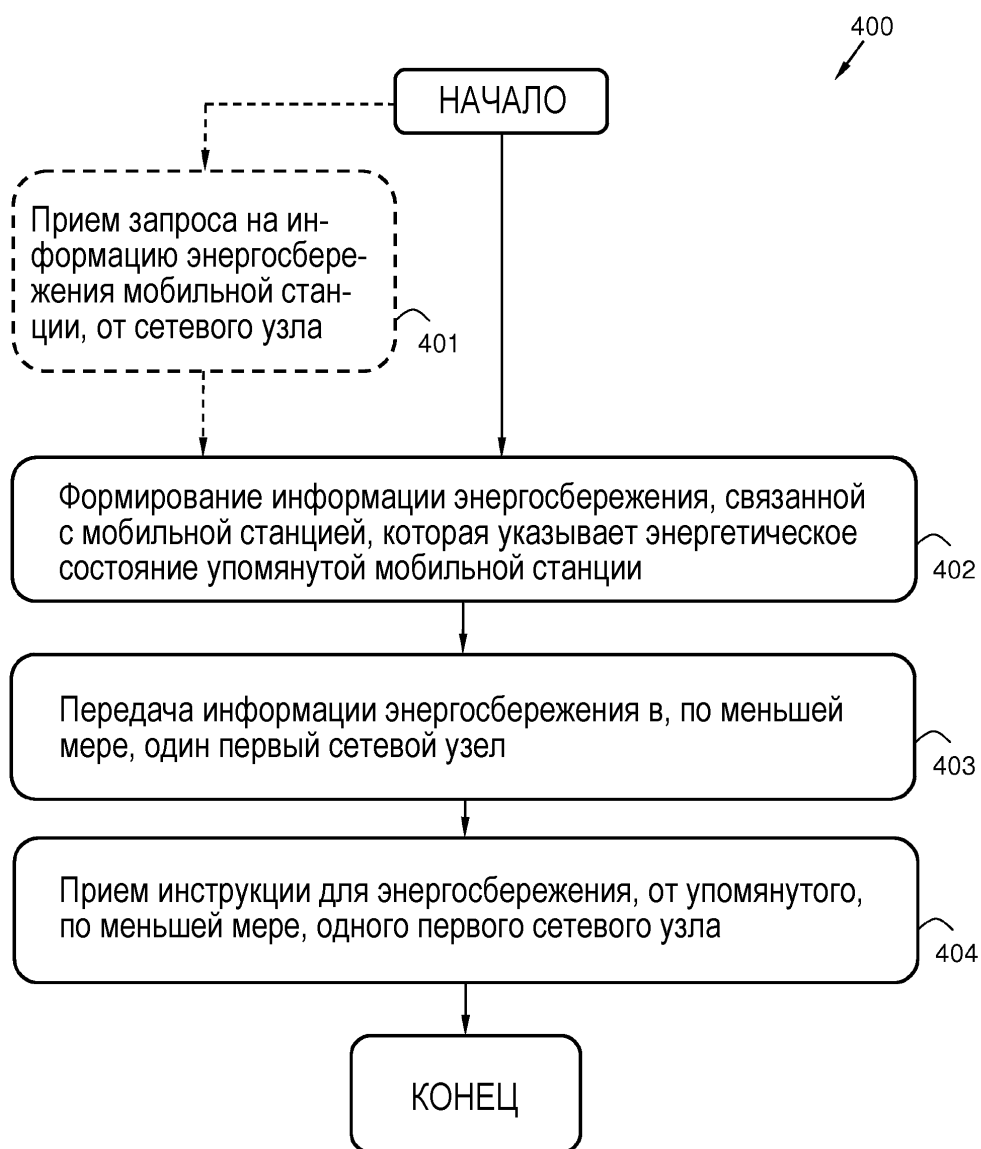 400
НАЧАЛО
Прием запроса на ин-
формацию энергосбере-
жения мобильной стан-
ции, от сетевого узла
401
Формирование информации энергосбережения, связанной
с мобильной станцией, которая указывает энергетическое
состояние упомянутой мобильной станции
402
Передача информации энергосбережения в, по меньшей
мере, один первый сетевой узел
403
Прием инструкции для энергосбережения, от упомянутого,
по меньшей мере, одного первого сетевого узла
404
КОНЕЦ